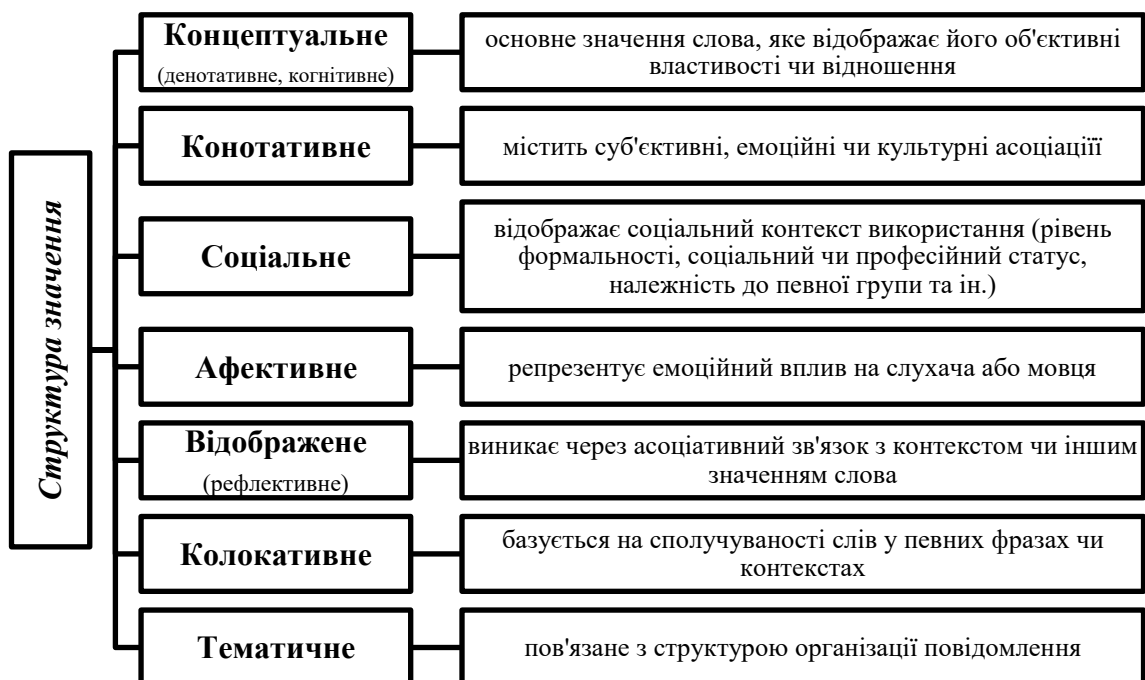 Структура значення
Концептуальне
(денотативне, когнітивне)
основне значення слова, яке відображає його об'єктивні
властивості чи відношення
Конотативне
містить суб'єктивні, емоційні чи культурні асоціаціїї
Соціальне
відображає соціальний контекст використання (рівень
формальності, соціальний чи професійний статус,
належність до певної групи та ін.)
Афективне
репрезентує емоційний вплив на слухача або мовця
Відображене
(рефлективне)
виникає через асоціативний зв'язок з контекстом чи іншим
значенням слова
Колокативне
базується на сполучуваності слів у певних фразах чи
контекстах
Тематичне
пов'язане з структурою організації повідомлення